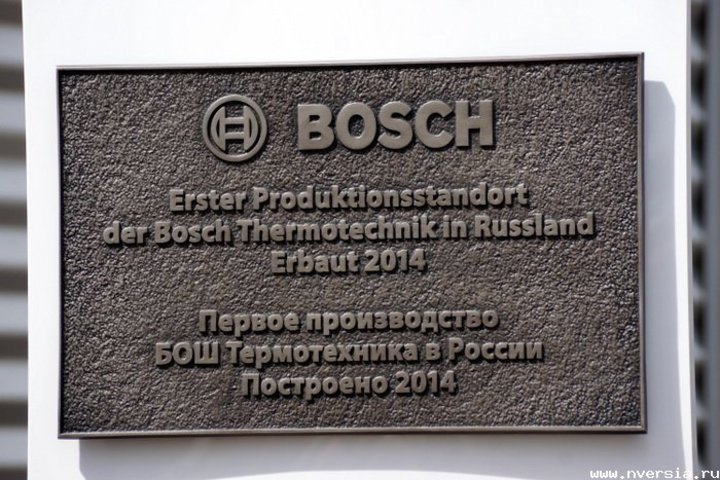 BOSCH
Erster Produktionsstandort
der Bosch Thermotechnik in Russland
Erbaut 2014
Первое производство
БОШ Термотехника в России
Построено 2014
www.nversia.ru